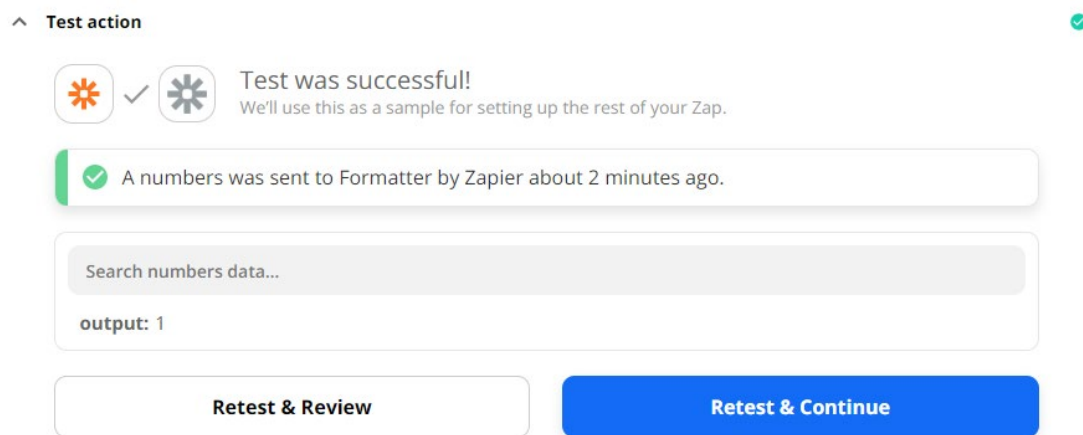 Test action
Test was successful!
We'll use this as a sample for setting up the rest of your Zap.
A numbers was sent to Formatter by Zapier about 2 minutes ago.
Search numbers data...
output: 1
Retest & Review
Retest & Continue